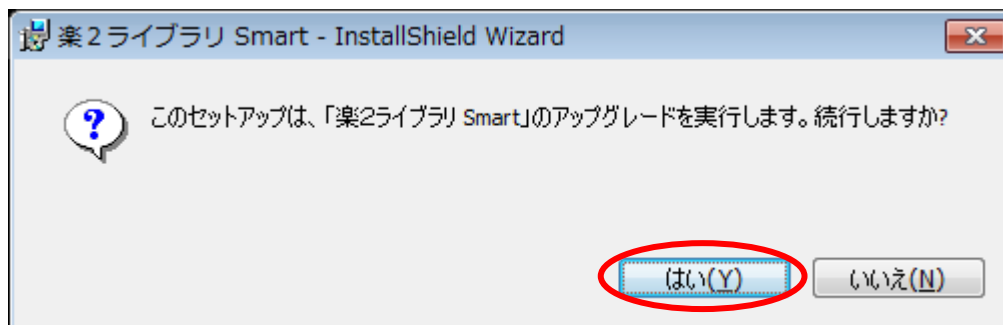 楽2ライブラリ Smart - InstallShield Wizard
このセットアップは、「楽2ライブラリ Smart」のアップグレードを実行します。続行しますか?
はい(Y)
いいえ(N)